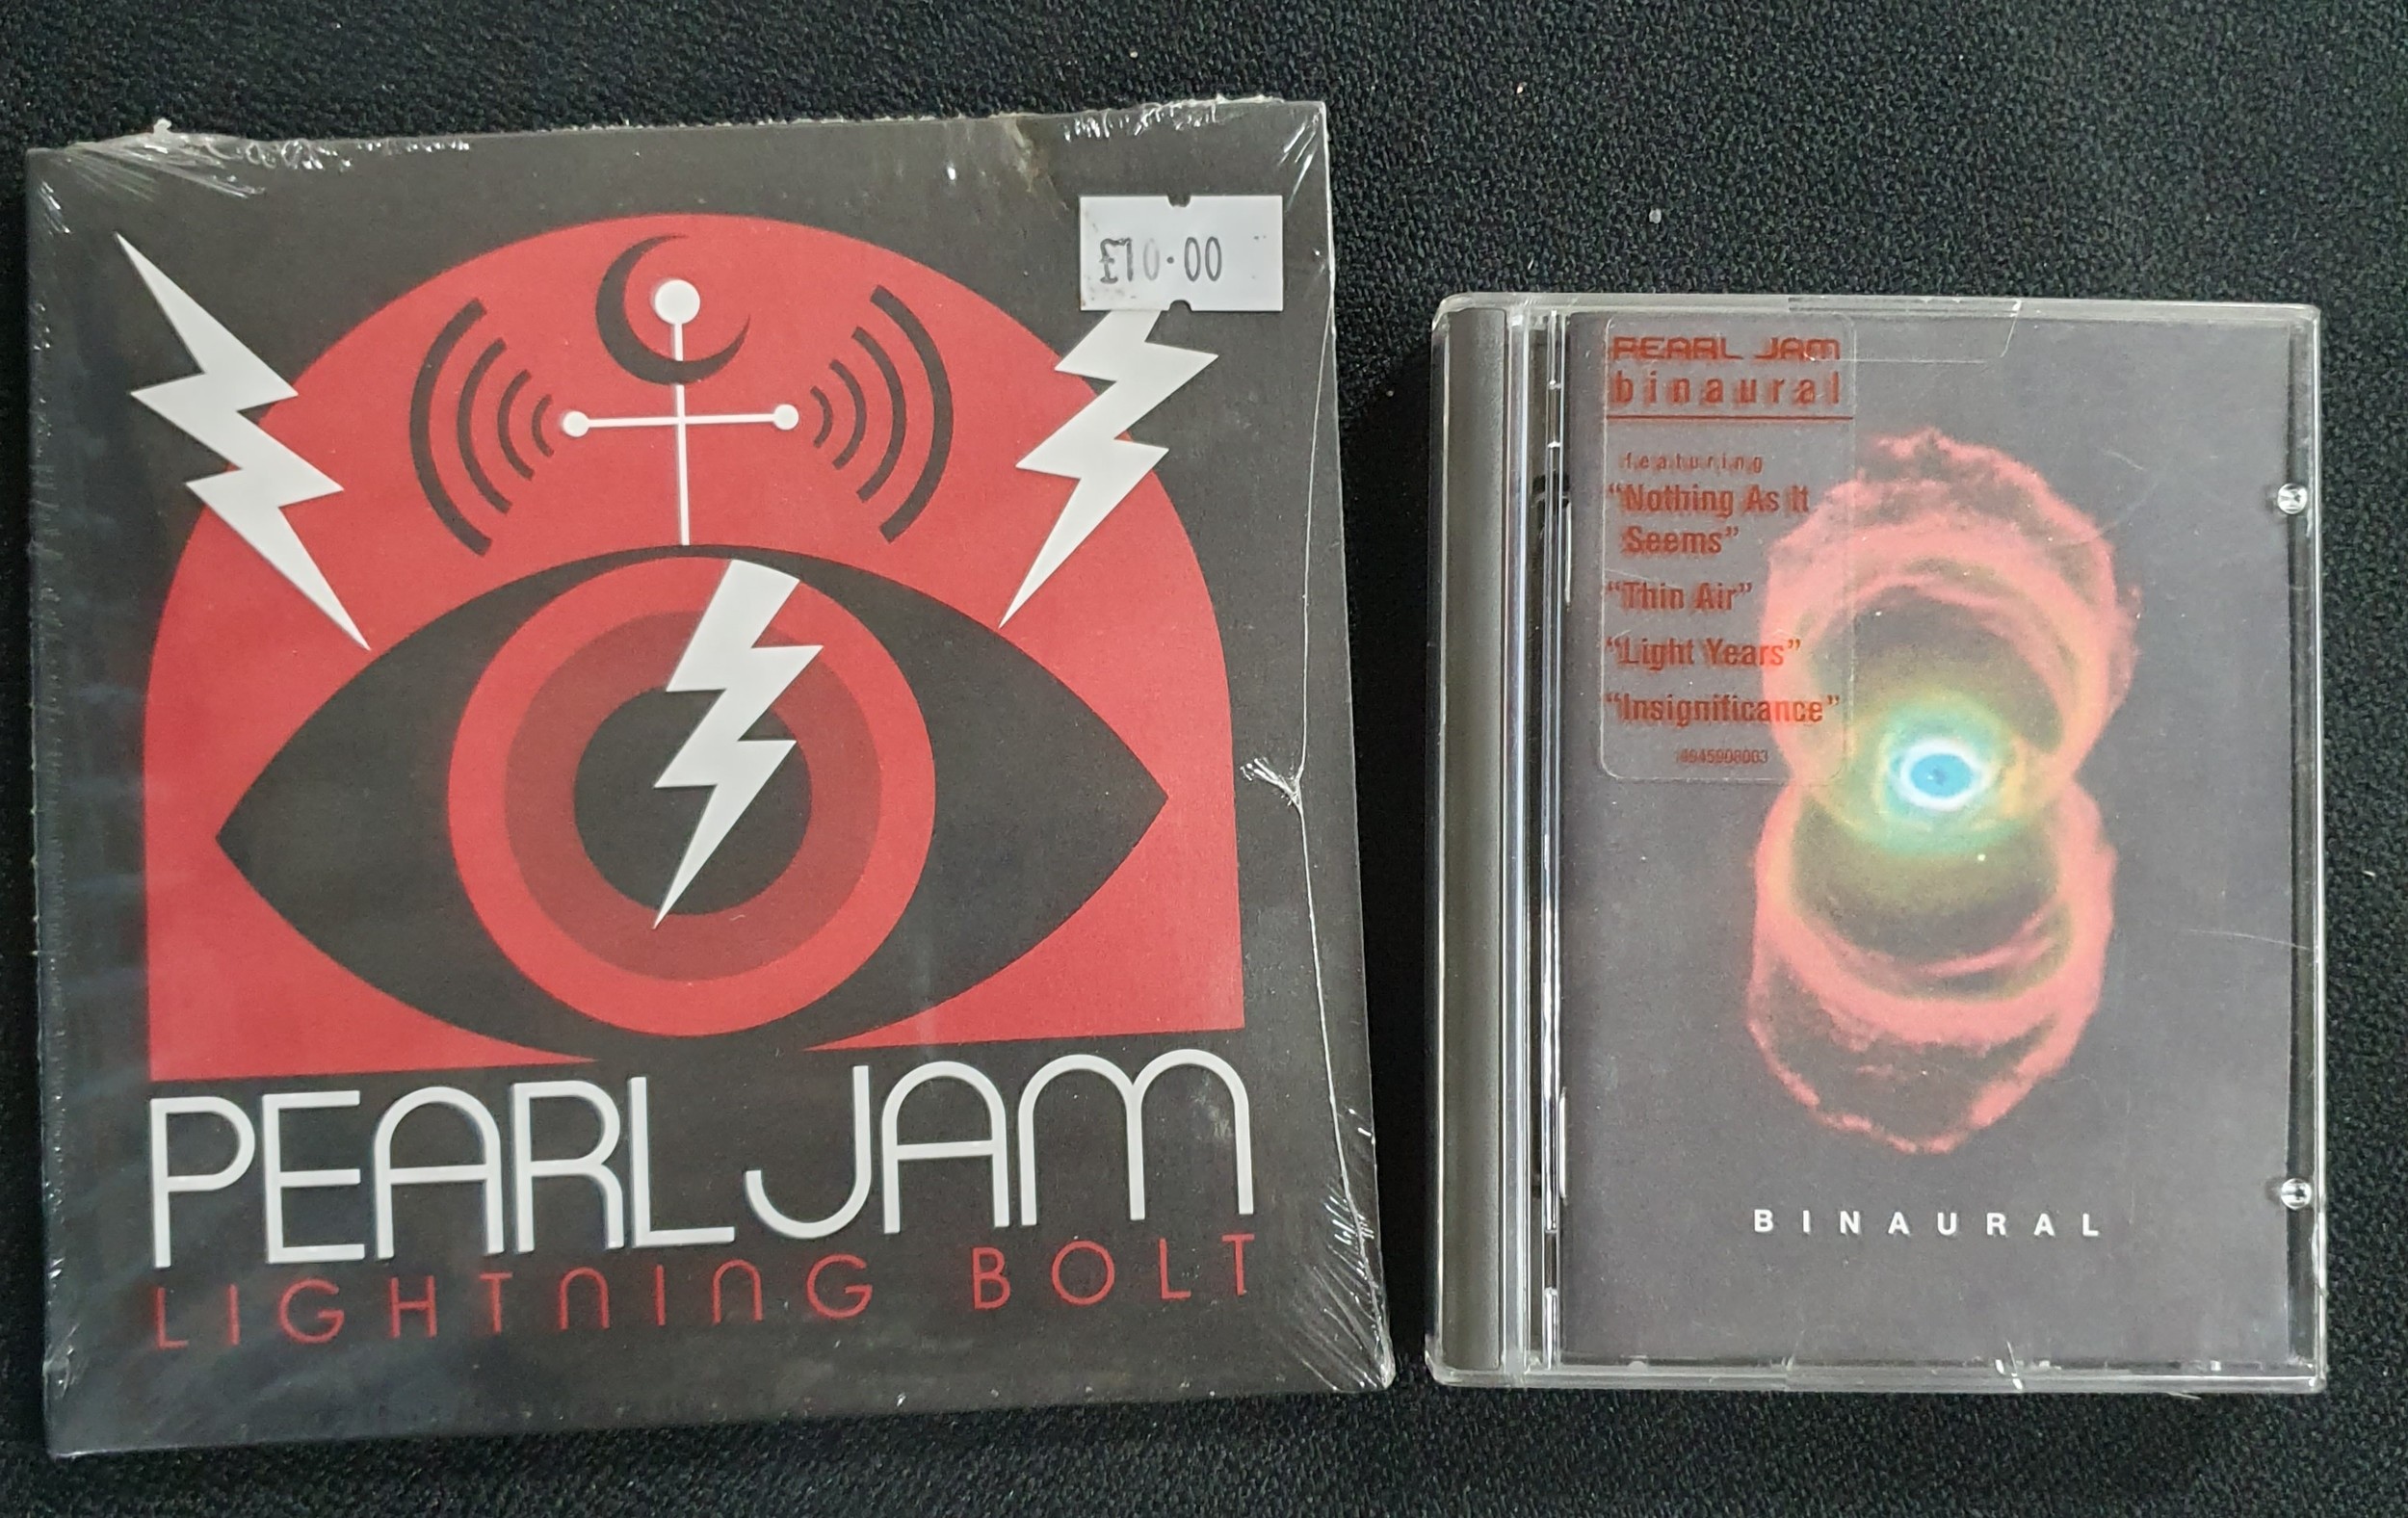 £10.00
PEARL JAM
LIGHTNING BOLT
PEARL JAM
binaural
featuring
“Nothing As It
Seems”
“Thin Air”
“Light Years”
“Insignificance”
4945908003
BINAURAL